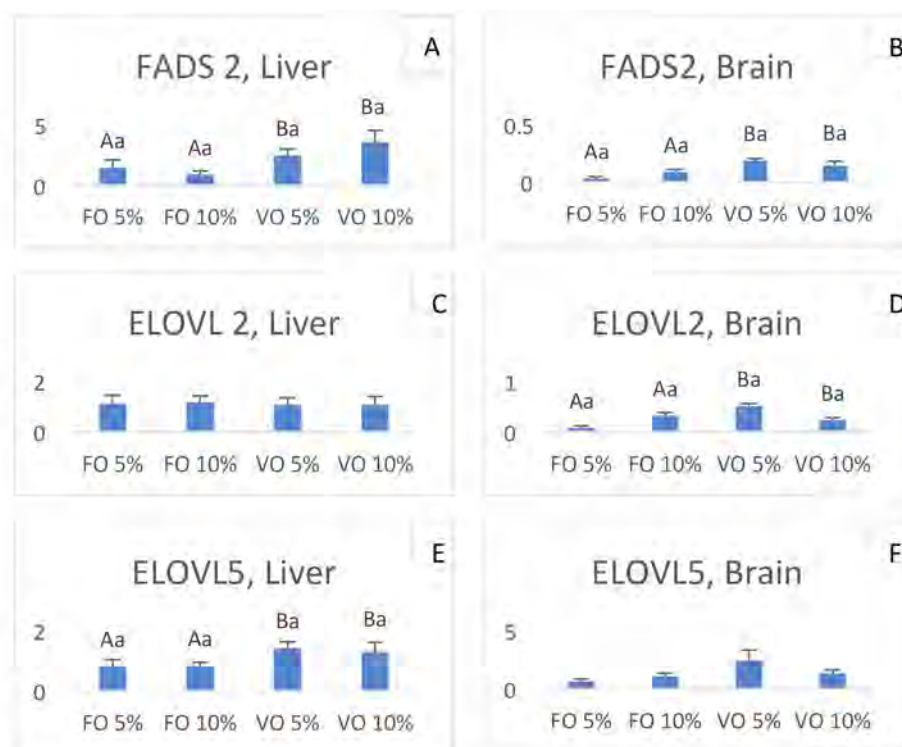 A
FADS 2, Liver
5
0
Aa
Aa
Ba
Ba
FO 5%
FO 10%
VO 5%
VO 10%
B
FADS2, Brain
0.5
0
Aa
Aa
Ba
Ba
FO 5%
FO 10%
VO 5%
VO 10%
C
ELOVL 2, Liver
2
0
FO 5%
FO 10%
VO 5%
VO 10%
D
ELOVL2, Brain
1
0
Aa
Aa
Ba
Ba
FO 5%
FO 10%
VO 5%
VO 10%
E
ELOVL5, Liver
2
0
Aa
Aa
Ba
Ba
FO 5%
FO 10%
VO 5%
VO 10%
F
ELOVL5, Brain
5
0
FO 5%
FO 10%
VO 5%
VO 10%